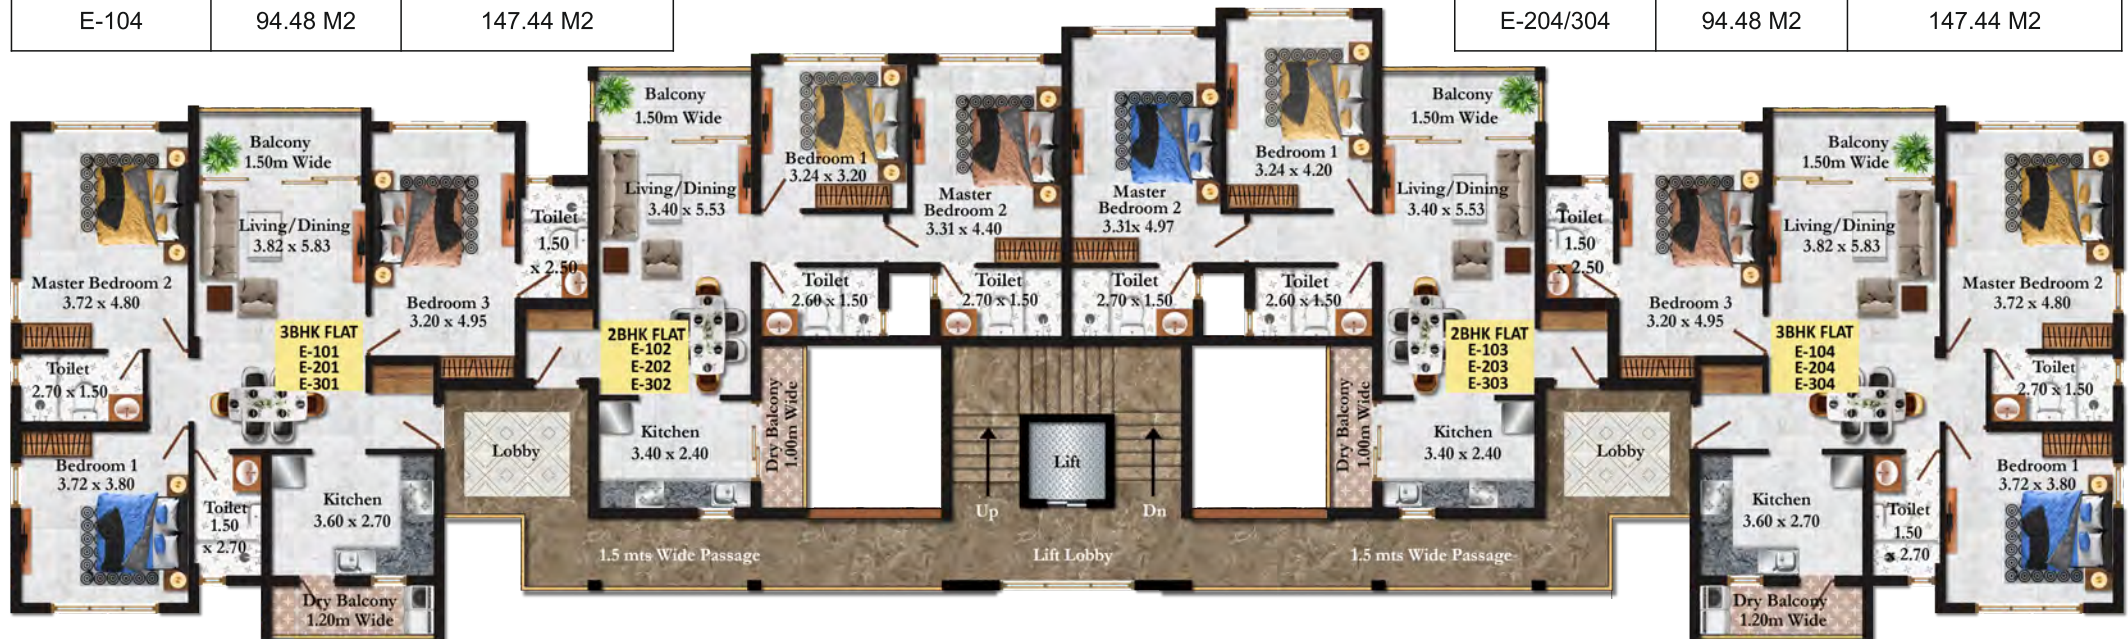 E-104 94.48 M2 147.44 M2
E-204/304 94.48 M2 147.44 M2
Balcony
1.50m Wide
Living/Dining
3.82 x 5.83
Master Bedroom 2
3.72 x 4.80
Bedroom 3
3.20 x 4.95
Toilet
1.50
x 2.50
3BHK FLAT
E-101
E-201
E-301
Toilet
2.70 x 1.50
Bedroom 1
3.72 x 3.80
Toilet
1.50
x 2.70
Kitchen
3.60 x 2.70
Dry Balcony
1.20m Wide
Lobby
Balcony
1.50m Wide
Living/Dining
3.40 x 5.53
Bedroom 1
3.24 x 3.20
Master
Bedroom 2
3.31 x 4.40
Toilet
2.60 x 1.50
Toilet
2.70 x 1.50
2BHK FLAT
E-102
E-202
E-302
Kitchen
3.40 x 2.40
Dry Balcony
1.00m Wide
1.5 mts Wide Passage
Up
Lift
Dn
Lift Lobby
Master
Bedroom 2
3.31x 4.97
Bedroom 1
3.24 x 4.20
Balcony
1.50m Wide
Living/Dining
3.40 x 5.53
Toilet
2.70 x 1.50
Toilet
2.60 x 1.50
2BHK FLAT
E-103
E-203
E-303
Dry Balcony
1.00m Wide
Kitchen
3.40 x 2.40
1.5 mts Wide Passage
Lobby
Toilet
1.50
x 2.50
Bedroom 3
3.20 x 4.95
Balcony
1.50m Wide
Living/Dining
3.82 x 5.83
Master Bedroom 2
3.72 x 4.80
3BHK FLAT
E-104
E-204
E-304
Toilet
2.70 x 1.50
Bedroom 1
3.72 x 3.80
Kitchen
3.60 x 2.70
Toilet
1.50
x 2.70
Dry Balcony
1.20m Wide